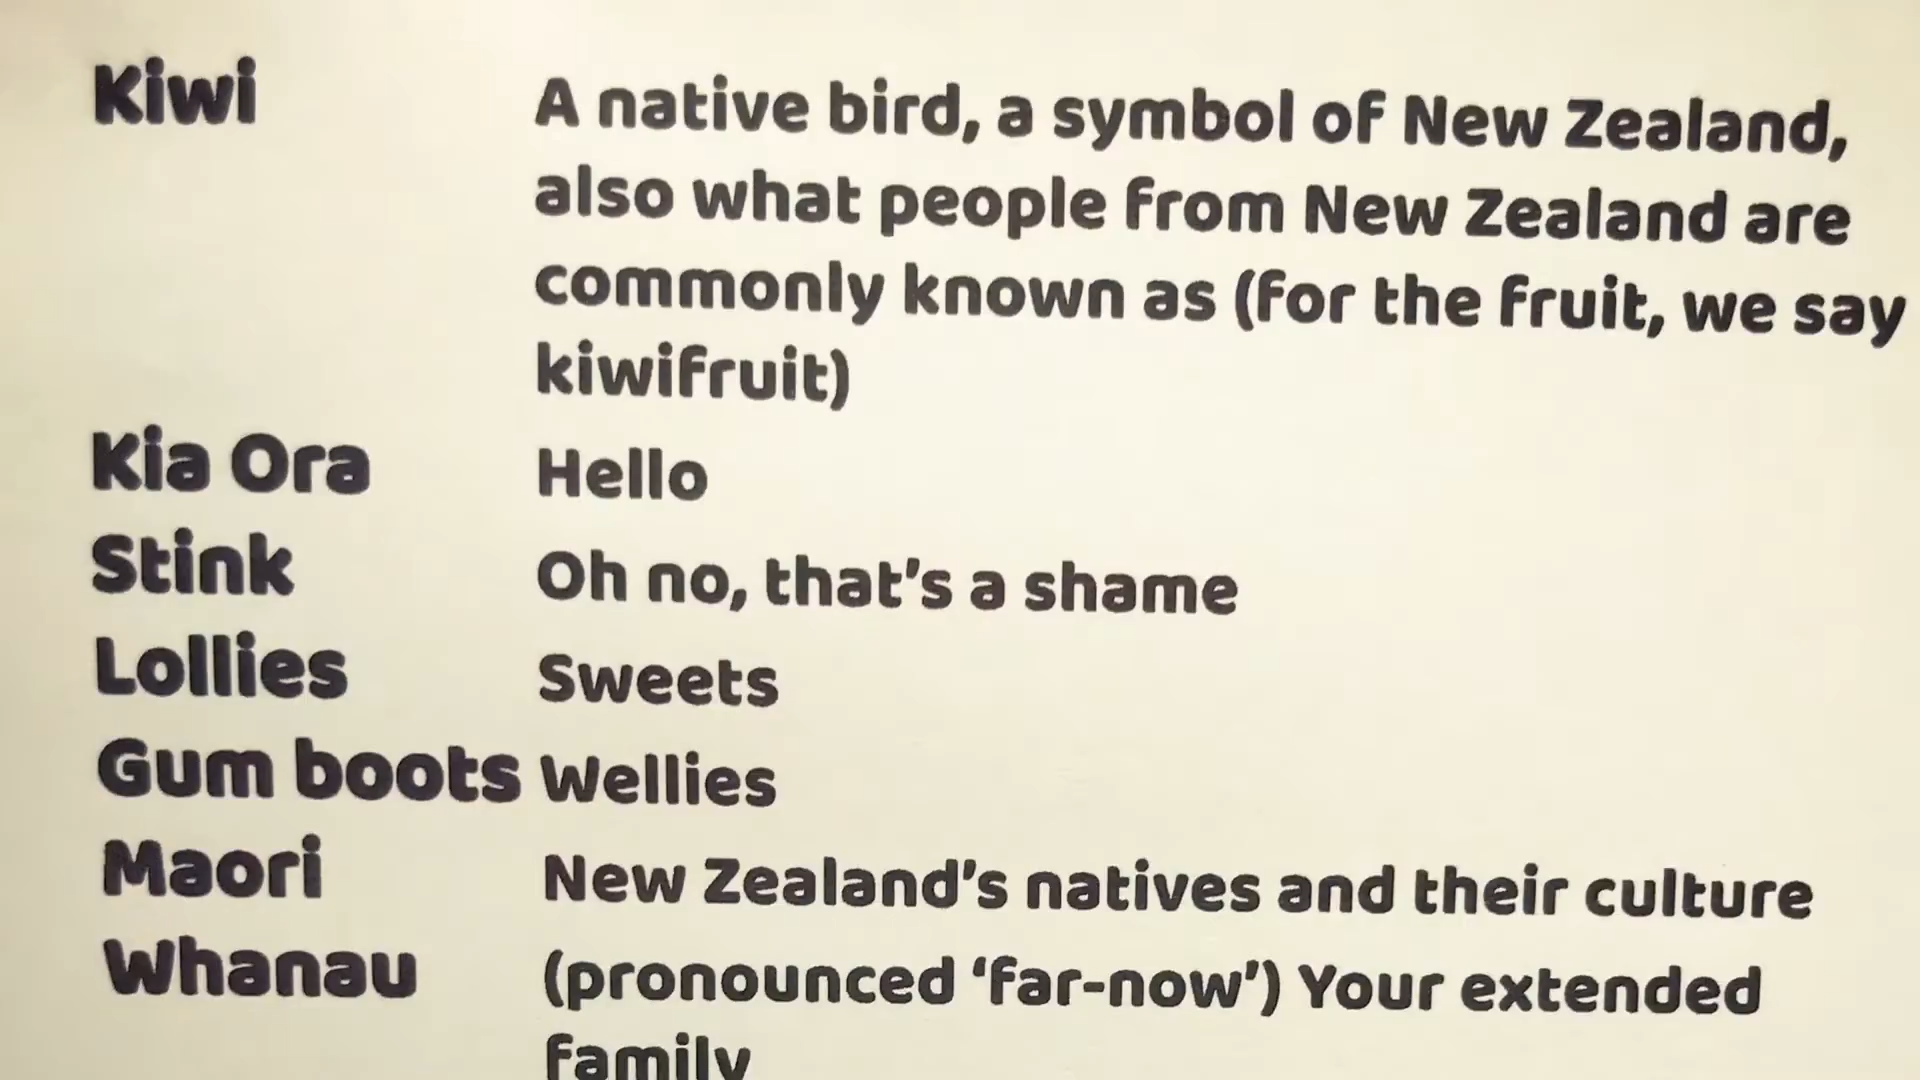 Kiwi A native bird, a symbol of New Zealand,
also what people from New Zealand are
commonly known as (for the fruit, we say
kiwifruit)
Kia Ora Hello
Stink Oh no, that's a shame
Lollies Sweets
Gum boots Wellies
Maori New Zealand's natives and their culture
Whanau (pronounced 'far-now') Your extended
family